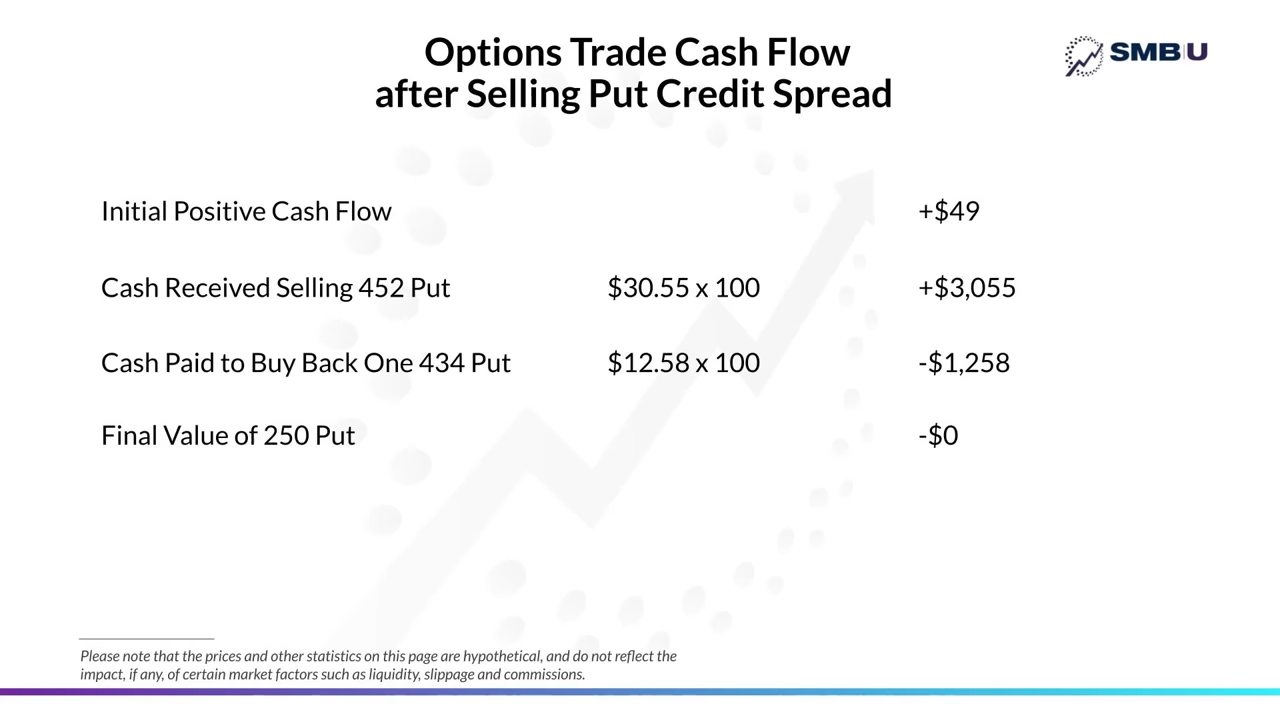 Options Trade Cash Flow
after Selling Put Credit Spread
SMB|U
Initial Positive Cash Flow +$49
Cash Received Selling 452 Put $30.55 x 100 +$3,055
Cash Paid to Buy Back One 434 Put $12.58 x 100 -$1,258
Final Value of 250 Put -$0
Please note that the prices and other statistics on this page are hypothetical, and do not reflect the
impact, if any, of certain market factors such as liquidity, slippage and commissions.